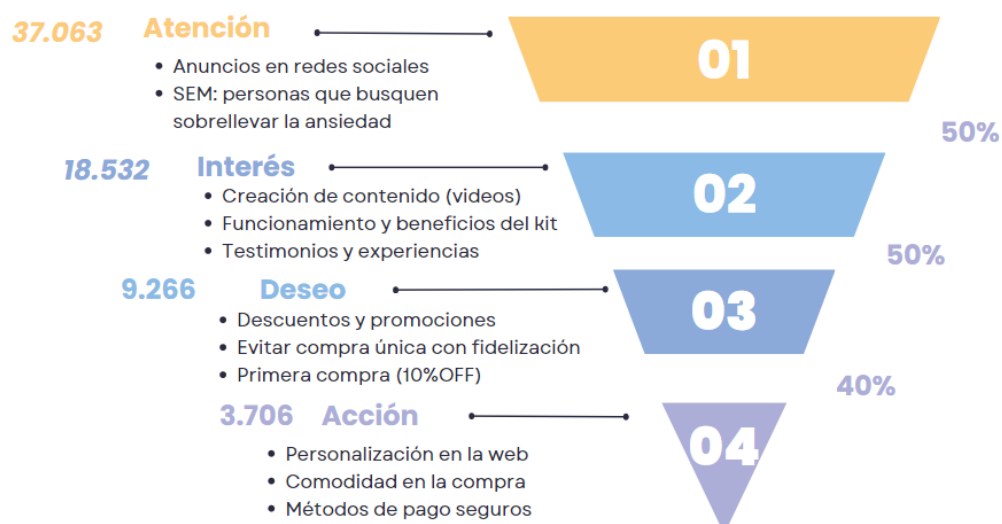 37.063 Atención 01
• Anuncios en redes sociales
• SEM: personas que busquen
sobrellevar la ansiedad
50%
18.532 Interés 02
• Creación de contenido (videos)
• Funcionamiento y beneficios del kit
• Testimonios y experiencias
50%
9.266 Deseo 03
• Descuentos y promociones
• Evitar compra única con fidelización
• Primera compra (10%OFF)
40%
3.706 Acción 04
• Personalización en la web
• Comodidad en la compra
• Métodos de pago seguros